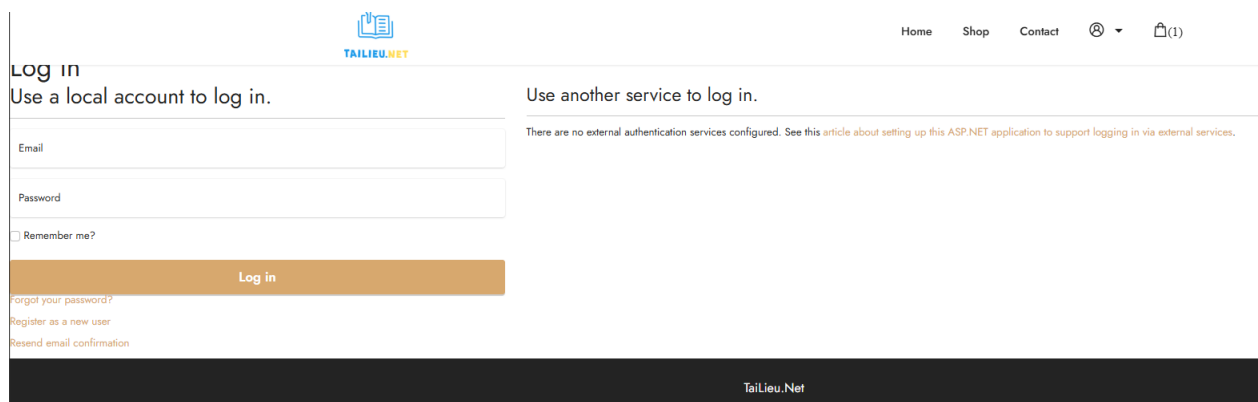 TAILIEU.NET
Home Shop Contact (1)
Log in
Use a local account to log in.
Email
Password
Remember me?
Log in
Forgot your password?
Register as a new user
Resend email confirmation
Use another service to log in.
There are no external authentication services configured. See this article about setting up this ASP.NET application to support logging in via external services.
TaiLieu.Net